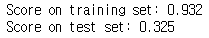 Score on training set: 0.932
Score on test set: 0.325